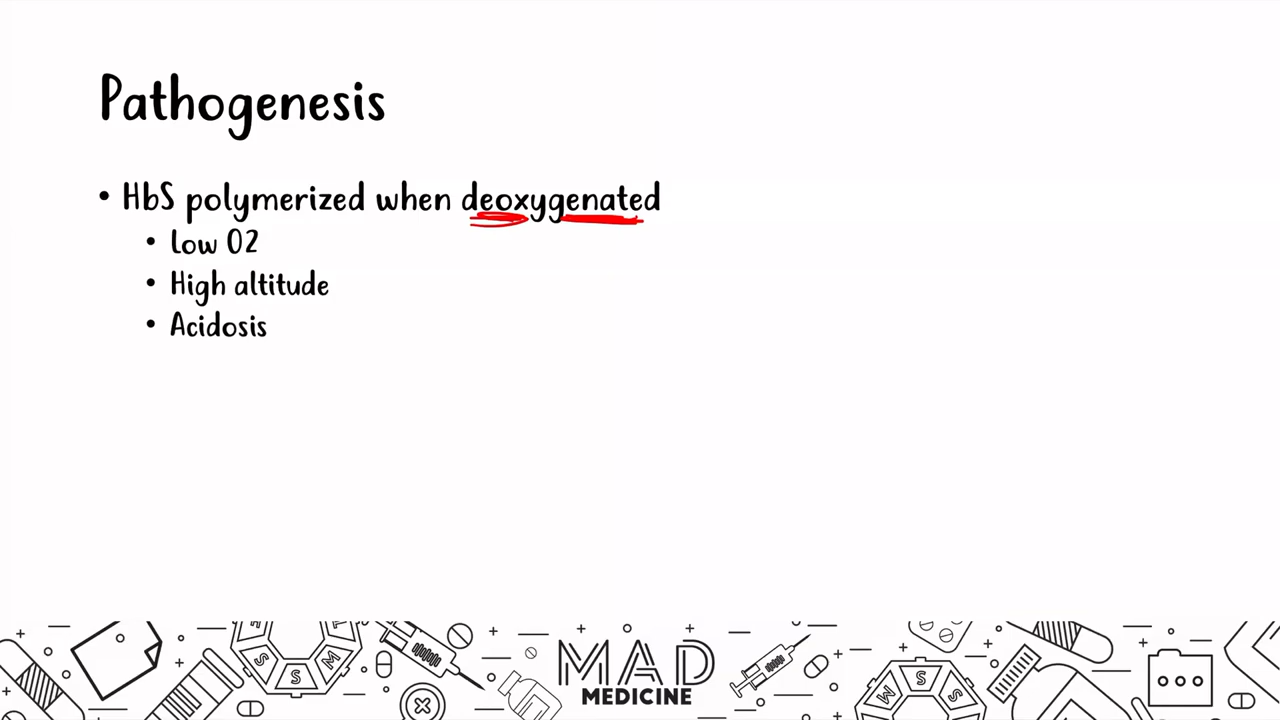 Pathogenesis
• HbS polymerized when deoxygenated
• Low O2
• High altitude
• Acidosis
S
S
M
MAD
MEDICINE
M
S
S